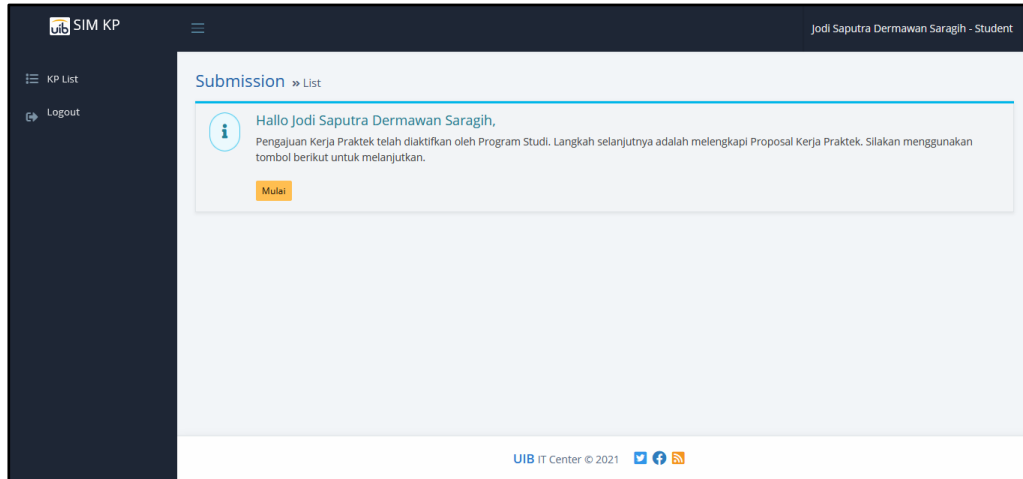 uib SIM KP
Jodi Saputra Dermawan Saragih - Student
KP List
Logout
Submission » List
Hallo Jodi Saputra Dermawan Saragih,
Pengajuan Kerja Praktek telah diaktifkan oleh Program Studi. Langkah selanjutnya adalah melengkapi Proposal Kerja Praktek. Silakan menggunakan
tombol berikut untuk melanjutkan.
Mulai
UIB IT Center © 2021